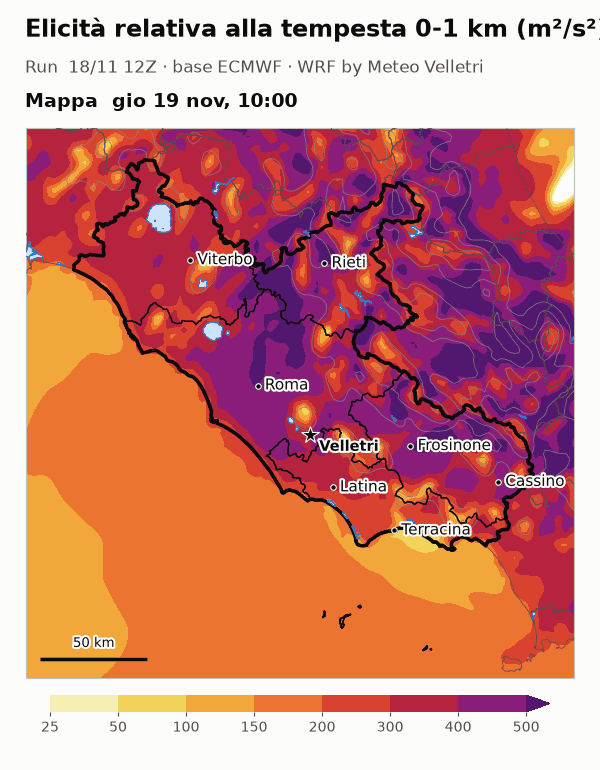 Elicità relativa alla tempesta 0-1 km (m²/s²)
Run  18/11 12Z · base ECMWF · WRF by Meteo Velletri
Mappa  gio 19 nov, 10:00
Viterbo
Rieti
Roma
Velletri
Frosinone
Cassino
Latina
Terracina
50 km
25 50 100 150 200 300 400 500